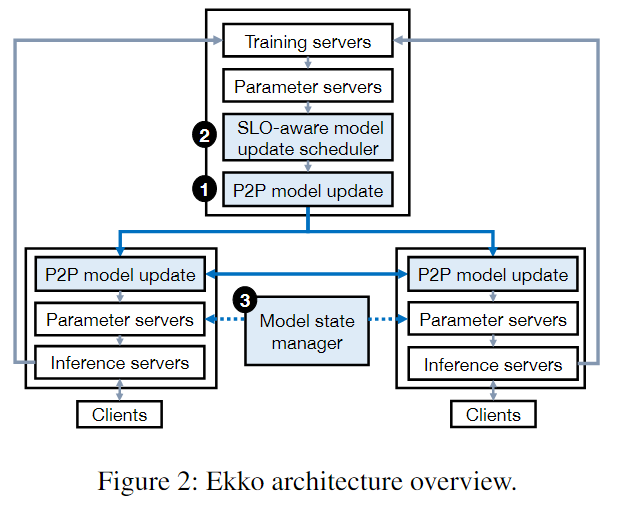 Training servers
Parameter servers
2
SLO-aware model
update scheduler
1
P2P model update
P2P model update
Parameter servers
Inference servers
Clients
3
Model state
manager
P2P model update
Parameter servers
Inference servers
Clients
Figure 2: Ekko architecture overview.